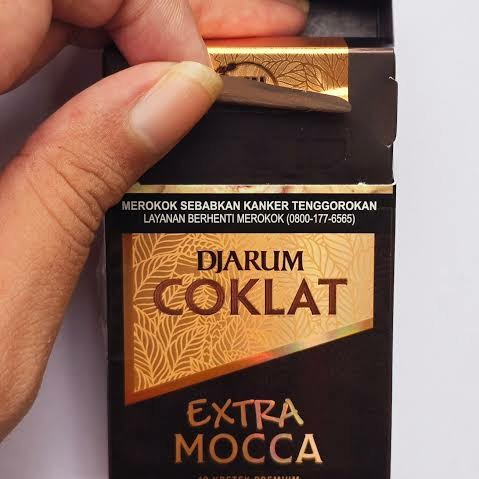 MEROKOK SEBABKAN KANKER TENGGOROKAN
LAYANAN BERHENTI MEROKOK (0800-177-6565)
DJARUM
COKLAT
EXTRA
MOCCA